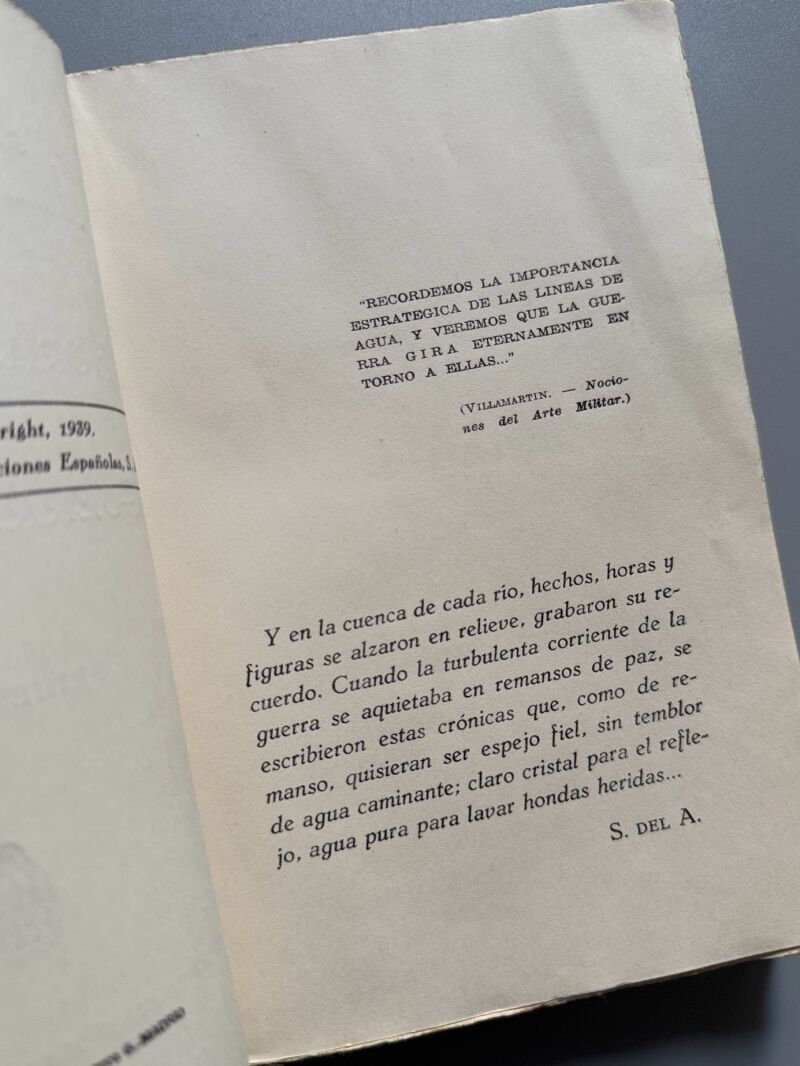 right, 1939.
ciones Españolas, S.
MADRID
"RECORDEMOS LA IMPORTANCIA
ESTRATEGICA DE LAS LINEAS DE
AGUA, Y VEREMOS QUE LA GUE-
RRA GIRA ETERNAMENTE EN
TORNO A ELLAS..."
(VILLAMARTIN. — Nocio-
nes del Arte Militar.)
Y en la cuenca de cada río, hechos, horas y
figuras se alzaron en relieve, grabaron su re-
cuerdo. Cuando la turbulenta corriente de la
guerra se aquietaba en remansos de paz, se
escribieron estas crónicas que, como de re-
manso, quisieran ser espejo fiel, sin temblor
de agua caminante; claro cristal para el refle-
jo, agua pura para lavar hondas heridas...
S. DEL A.